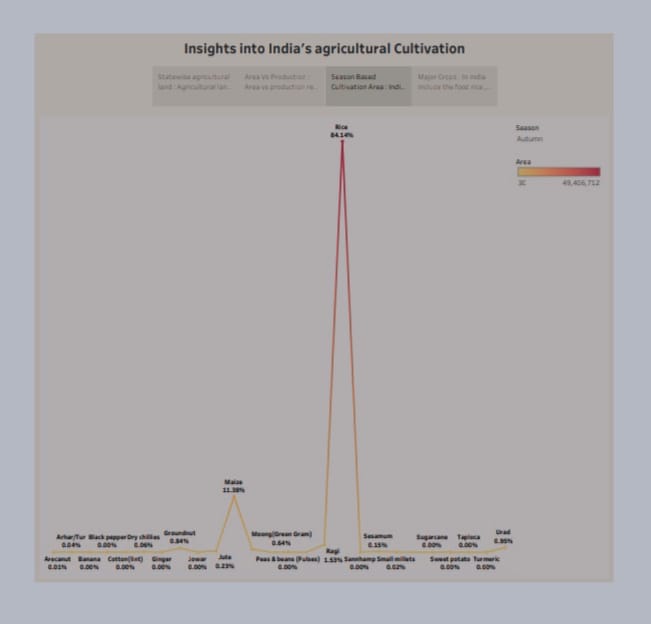 Insights into India's agricultural Cultivation
Statewise agricultural
land : Agricultural lan..
Area Vs Production :
Area vs production re..
Season Based
Cultivation Area : Indi..
Major Crops : In India
include the food rice,...
Season
Autumn
Area
30
49,416,712
Rice
84.14%
Maize
11.38%
Arhar/Tur
0.04%
Black pepper
0.00%
Dry chillies
0.06%
Groundnut
0.84%
Moong(Green Gram)
0.64%
Sesamum
0.15%
Sugarcane
0.00%
Tapioca
0.00%
Urad
0.95%
Arecanut
0.01%
Banana
0.00%
Cotton(lint)
0.00%
Ginger
0.00%
Jowar
0.00%
Jute
0.23%
Peas & beans (Pulses)
0.00%
Ragi
1.53%
Sannhamp
0.00%
Small millets
0.02%
Sweet potato
0.00%
Turmeric
0.00%